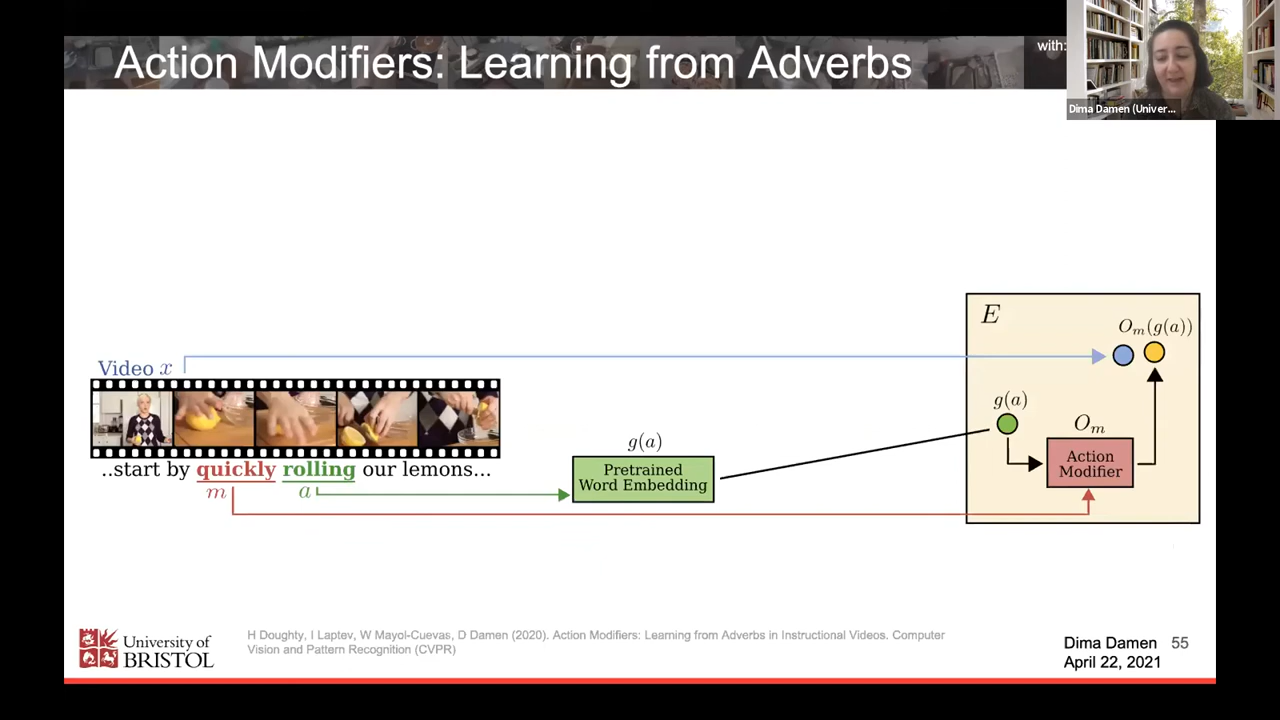 Action Modifiers: Learning from Adverbs
with:
Dima Damen (Univer...
E
O_m(g(a))
Video x
g(a)
O_m
g(a)
Action
Modifier
Pretrained
Word Embedding
..start by quickly rolling our lemons...
m
a
University of
BRISTOL
H Doughty, I Laptev, W Mayol-Cuevas, D Damen (2020). Action Modifiers: Learning from Adverbs in Instructional Videos. Computer
Vision and Pattern Recognition (CVPR)
Dima Damen 55
April 22, 2021